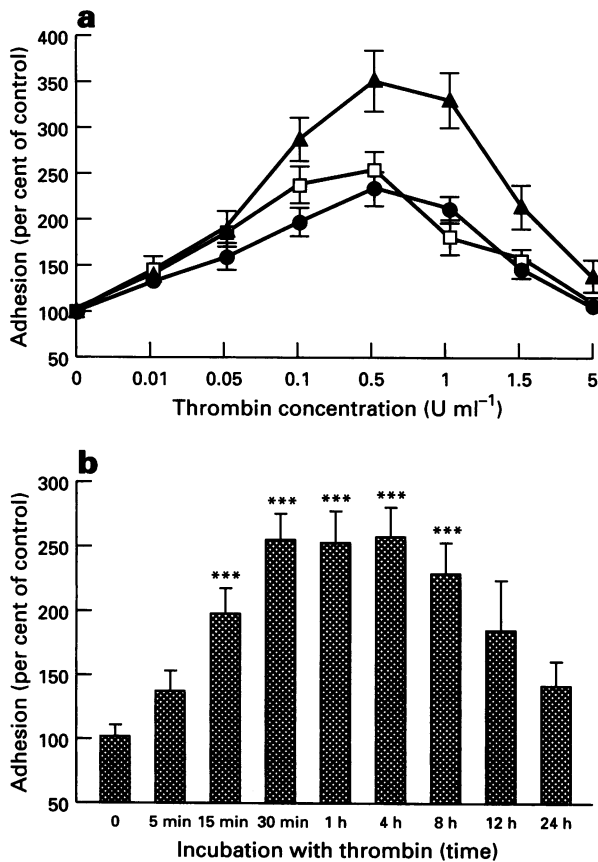 a
Adhesion (per cent of control)
400
350
300
250
200
150
100
50
0 0.01 0.05 0.1 0.5 1 1.5 5
Thrombin concentration (U ml⁻¹)
b
Adhesion (per cent of control)
300
250
200
150
100
50
*** *** *** *** ***
0 5 min 15 min 30 min 1 h 4 h 8 h 12 h 24 h
Incubation with thrombin (time)